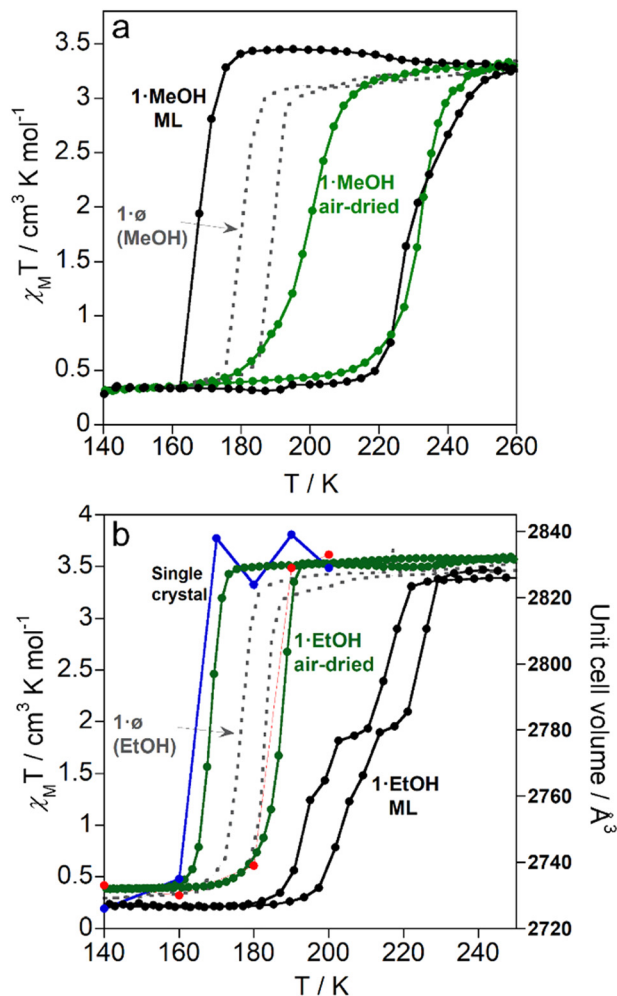 a
3.5
3
2.5
2
1.5
1
0.5
0
χMT / cm³ K mol⁻¹
1·MeOH
ML
1·ø
(MeOH)
1·MeOH
air-dried
140 160 180 200 220 240 260
T / K
b
4
3.5
3
2.5
2
1.5
1
0.5
0
χMT / cm³ K mol⁻¹
Single
crystal
1·EtOH
air-dried
1·ø
(EtOH)
1·EtOH
ML
2840
2820
2800
2780
2760
2740
2720
Unit cell volume / Å³
140 160 180 200 220 240
T / K